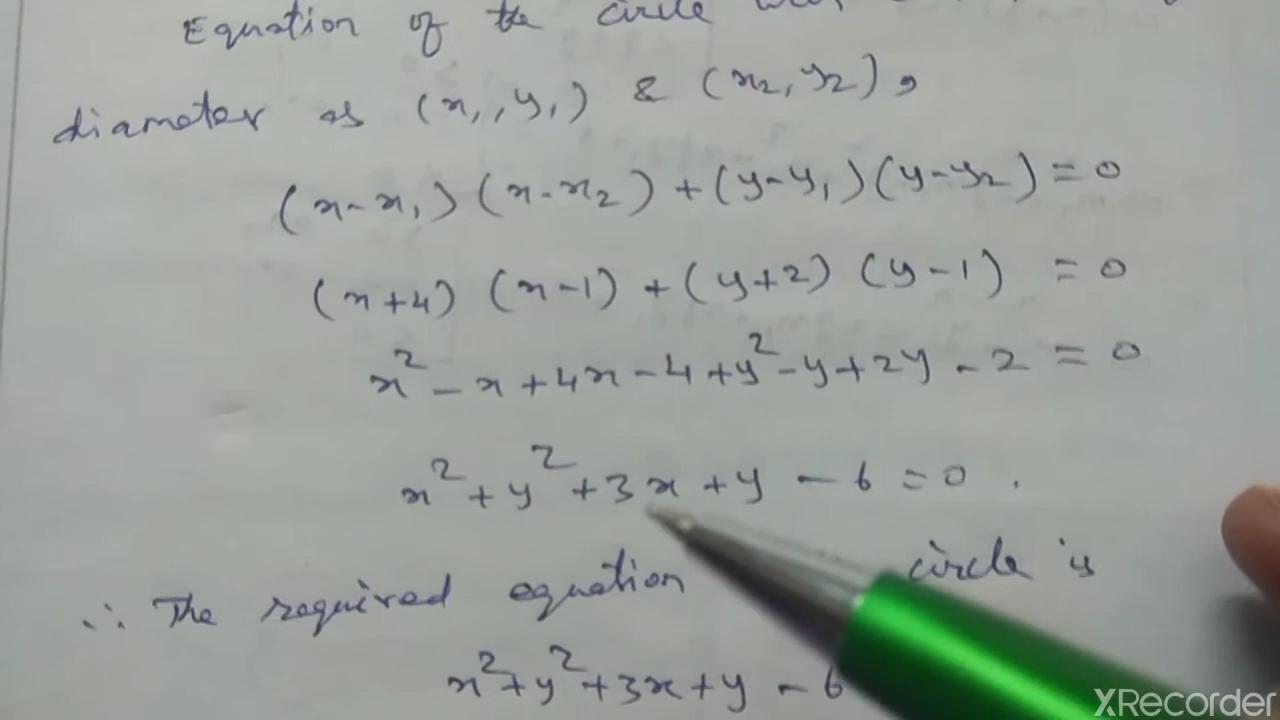 Equation of the circle
diameter as (x₁, y₁) & (x₂, y₂),
(x-x₁) (x-x₂) + (y-y₁) (y-y₂) = 0
(x+4) (x-1) + (y+2) (y-1) = 0
x² - x + 4x - 4 + y² - y + 2y - 2 = 0
x² + y² + 3x + y - 6 = 0.
∴ The required equation circle is
x² + y² + 3x + y - 6
XRecorder